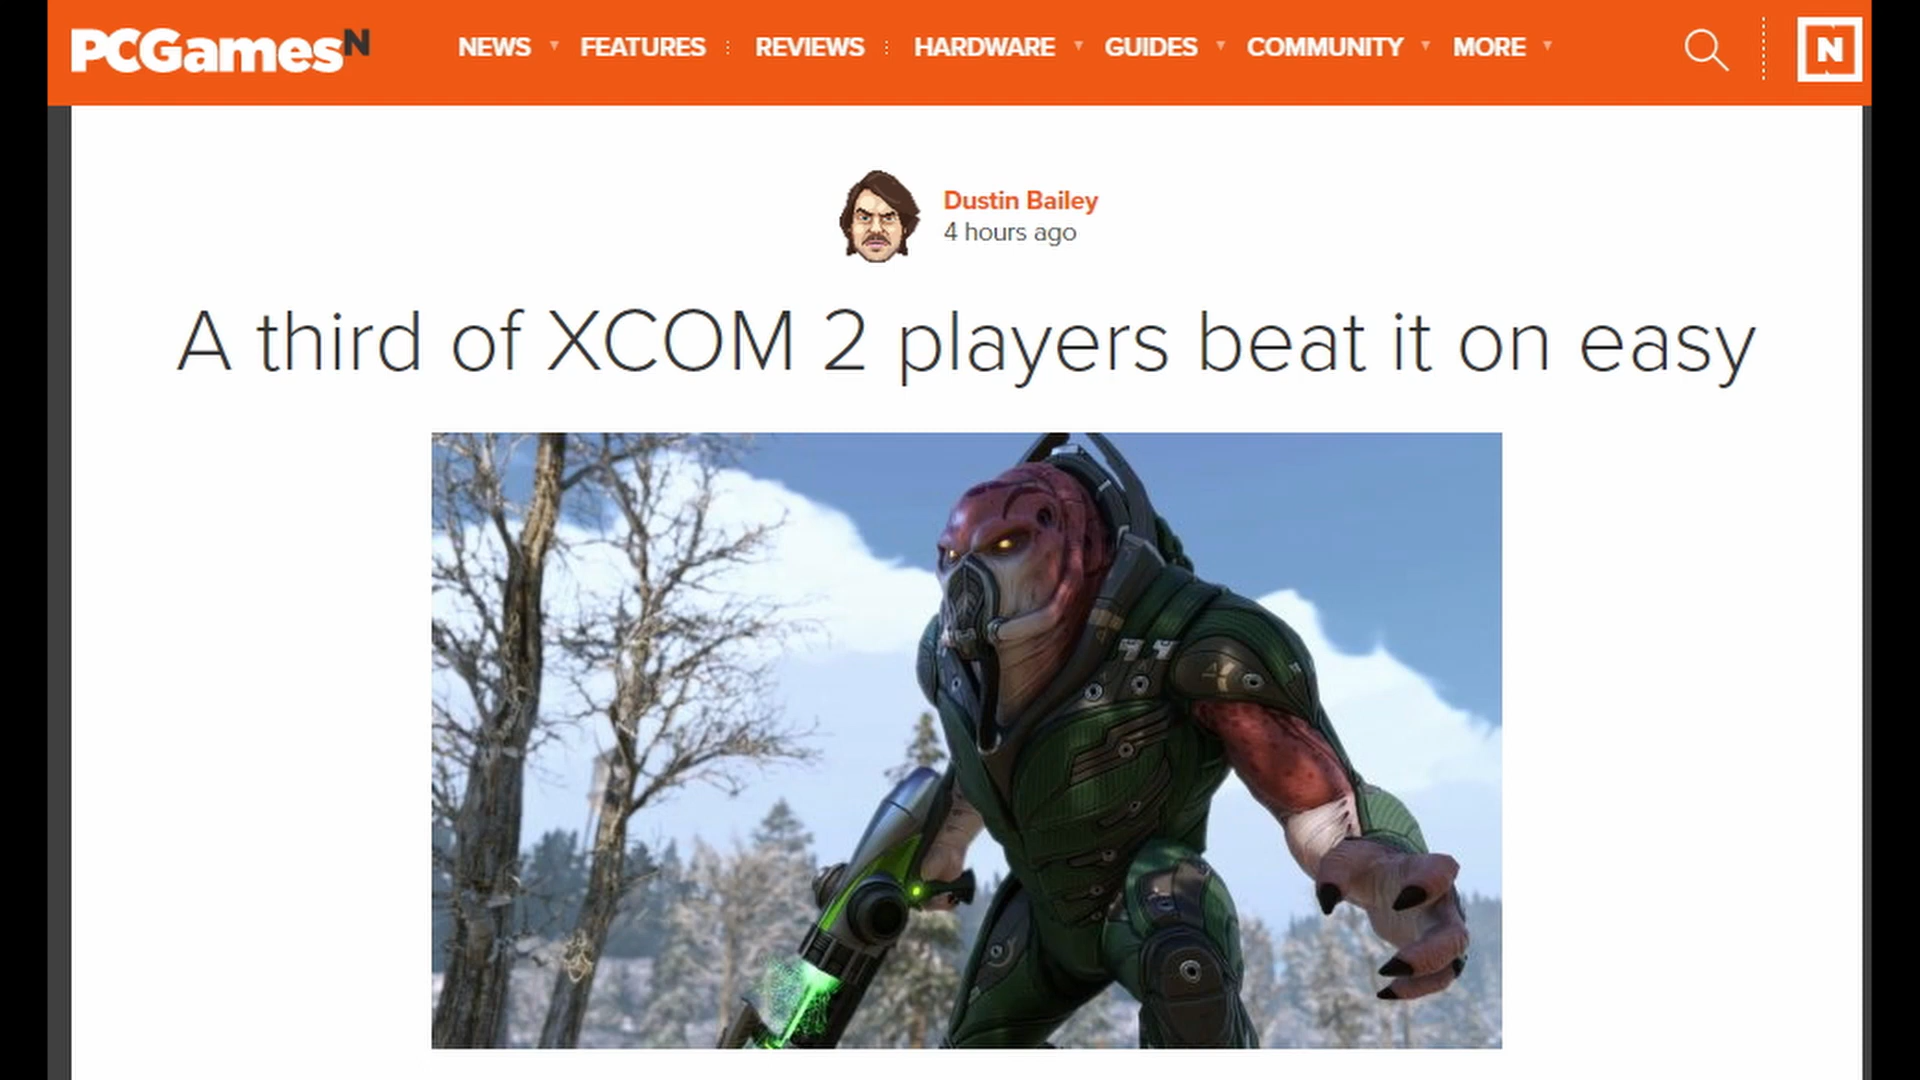 PCGamesN
NEWS FEATURES REVIEWS HARDWARE GUIDES COMMUNITY MORE
N
Dustin Bailey
4 hours ago
A third of XCOM 2 players beat it on easy